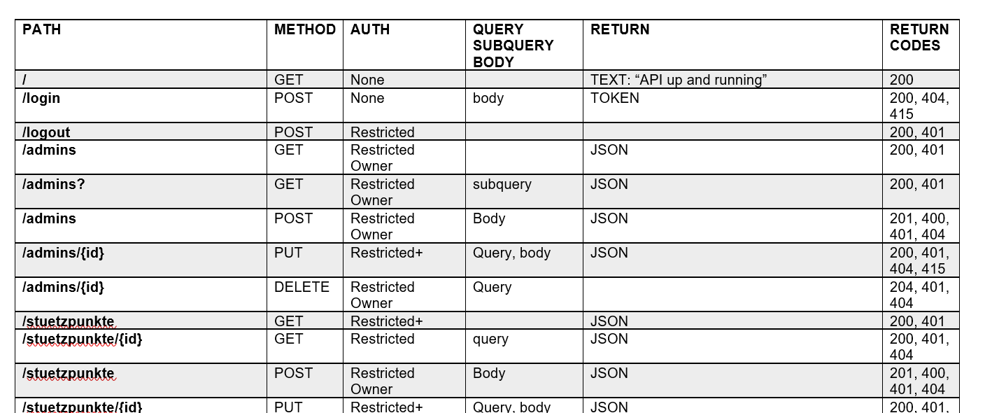 PATH METHOD AUTH QUERY RETURN RETURN
SUBQUERY CODES
BODY
/ GET None TEXT: “API up and running” 200
/login POST None body TOKEN 200, 404,
415
/logout POST Restricted 200, 401
/admins GET Restricted JSON 200, 401
Owner
/admins? GET Restricted subquery JSON 200, 401
Owner
/admins POST Restricted Body JSON 201, 400,
Owner 401, 404
/admins/{id} PUT Restricted+ Query, body JSON 200, 401,
404, 415
/admins/{id} DELETE Restricted Query 204, 401,
Owner 404
/stuetzpunkte GET Restricted+ JSON 200, 401
/stuetzpunkte/{id} GET Restricted query JSON 200, 401,
404
/stuetzpunkte POST Restricted Body JSON 201, 400,
Owner 401, 404
/stuetzpunkte/{id} PUT Restricted+ Query, body JSON 200, 401,